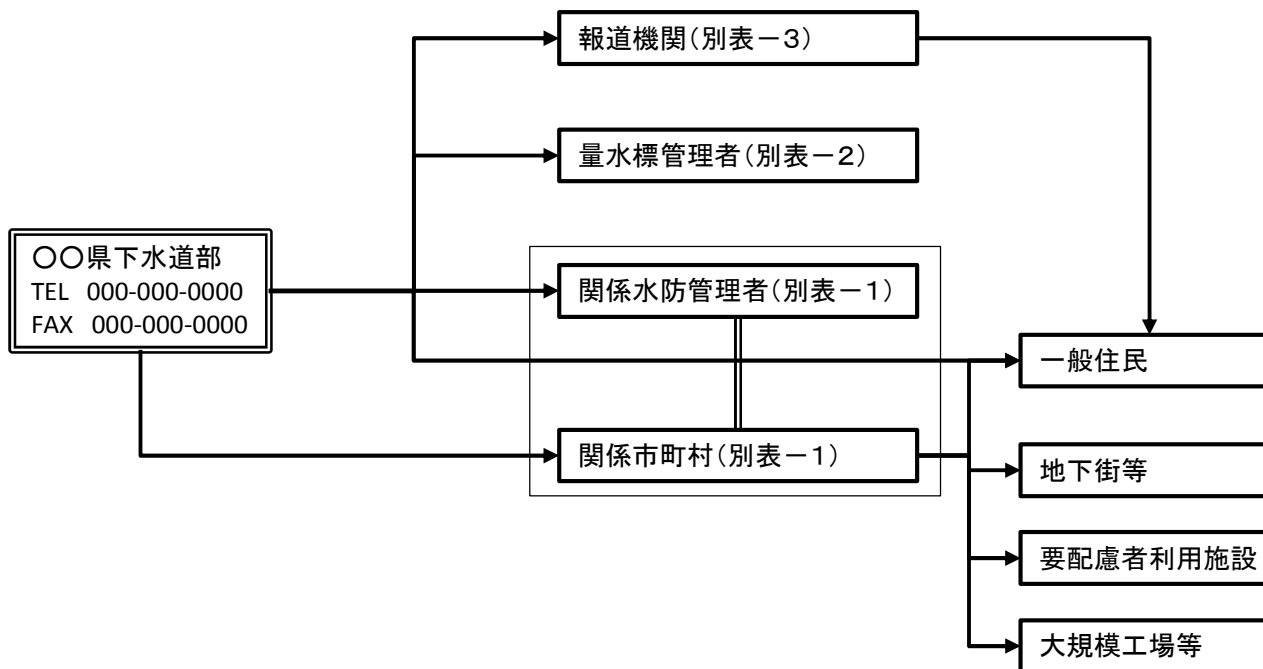 報道機関(別表－3)
量水標管理者(別表－2)
○○県下水道部
TEL 000-000-0000
FAX 000-000-0000
関係水防管理者(別表－1)
一般住民
関係市町村(別表－1)
地下街等
要配慮者利用施設
大規模工場等